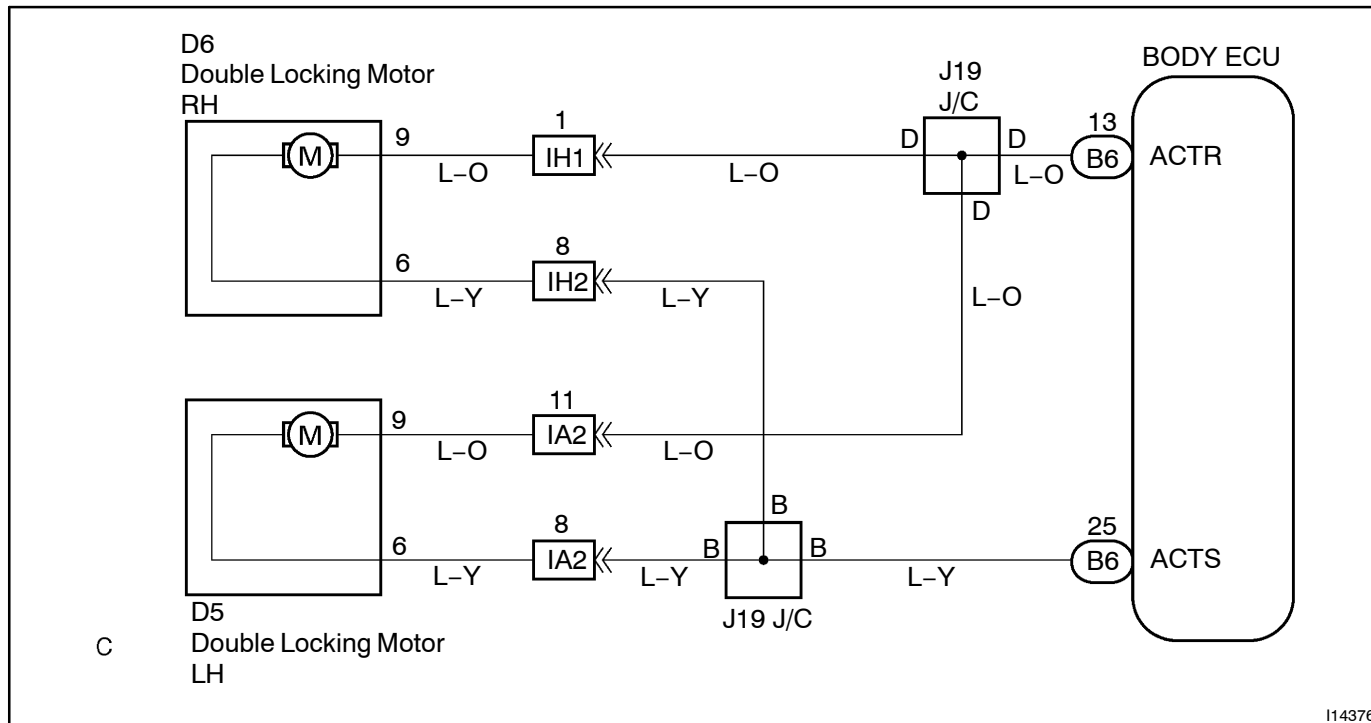 D6
Double Locking Motor
RH
M
9
L–O
1
IH1
L–O
J19
J/C
D
D
D
L–O
BODY ECU
13
B6
ACTR
6
L–Y
8
IH2
L–Y
L–O
M
9
L–O
11
IA2
L–O
6
L–Y
8
IA2
L–Y
B
B
B
J19 J/C
L–Y
25
B6
ACTS
D5
Double Locking Motor
LH
C
I14376